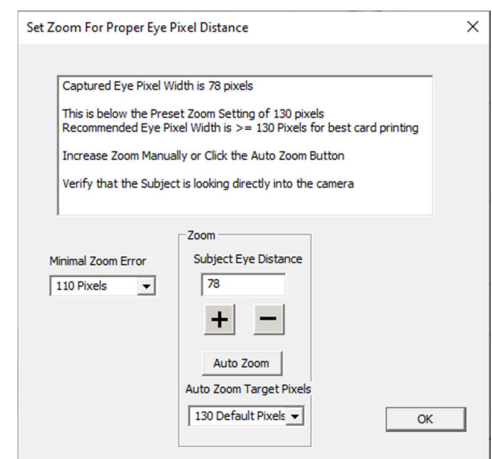 Set Zoom For Proper Eye Pixel Distance
Captured Eye Pixel Width is 78 pixels
This is below the Preset Zoom Setting of 130 pixels
Recommended Eye Pixel Width is >= 130 Pixels for best card printing
Increase Zoom Manually or Click the Auto Zoom Button
Verify that the Subject is looking directly into the camera
Zoom
Minimal Zoom Error
Subject Eye Distance
110 Pixels
78
+ −
Auto Zoom
Auto Zoom Target Pixels
130 Default Pixels
OK